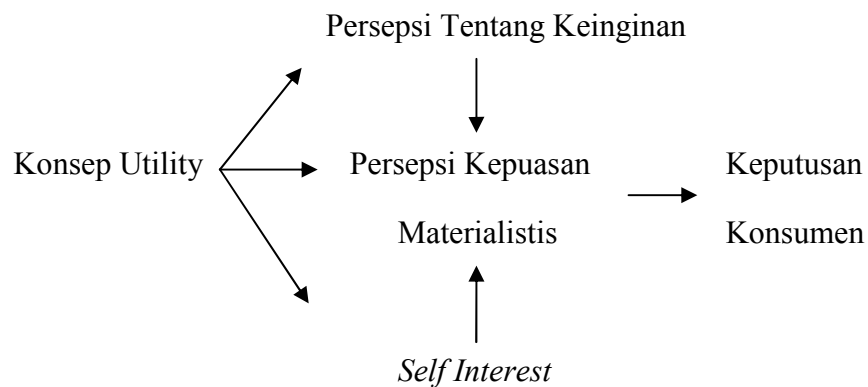 Persepsi Tentang Keinginan
Konsep Utility
Persepsi Kepuasan
Materialistis
Keputusan
Konsumen
Self Interest